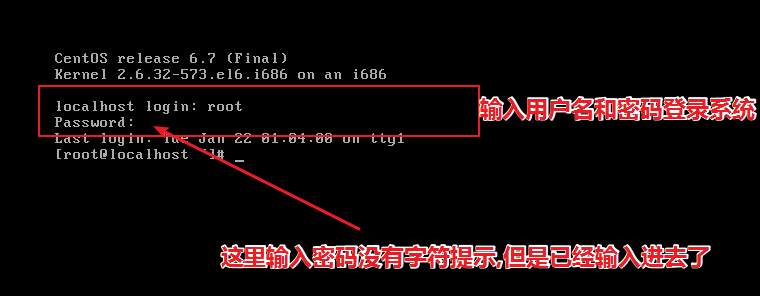 CentOS release 6.7 (Final)
Kernel 2.6.32-573.el6.i686 on an i686
localhost login: root
输入用户名和密码登录系统
Password:
Last login: Tue Jan 22 01:04:00 on tty1
[root@localhost ~]# _
这里输入密码没有字符提示,但是已经输入进去了